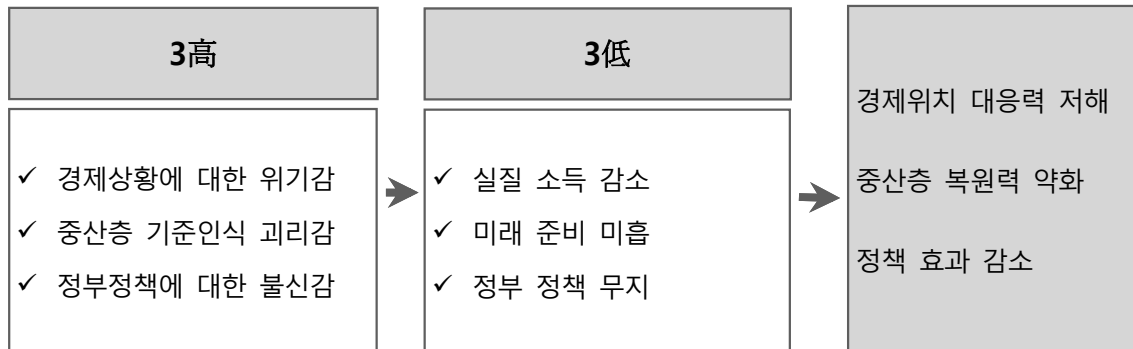 3高
✓ 경제상황에 대한 위기감
✓ 중산층 기준인식 괴리감
✓ 정부정책에 대한 불신감
3低
✓ 실질 소득 감소
✓ 미래 준비 미흡
✓ 정부 정책 무지
경제위치 대응력 저해
중산층 복원력 약화
정책 효과 감소